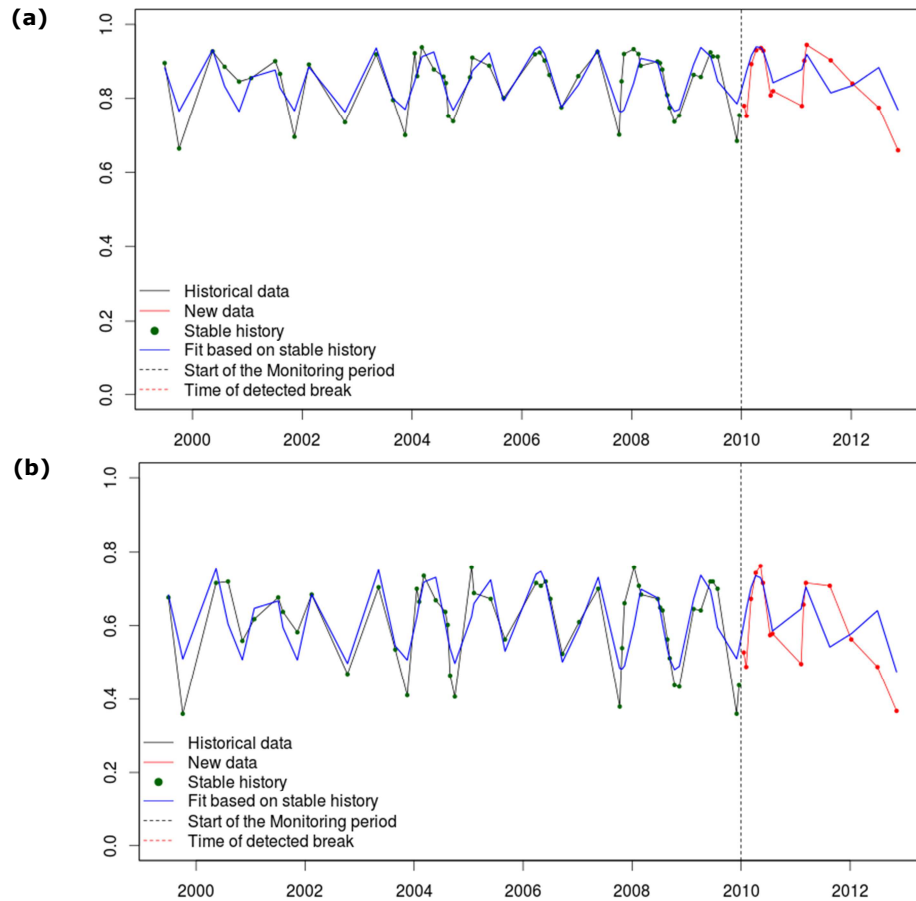 (a)
1.0
0.8
0.6
0.4
0.2
0.0
Historical data
New data
Stable history
Fit based on stable history
Start of the Monitoring period
Time of detected break
2000 2002 2004 2006 2008 2010 2012
(b)
1.0
0.8
0.6
0.4
0.2
0.0
Historical data
New data
Stable history
Fit based on stable history
Start of the Monitoring period
Time of detected break
2000 2002 2004 2006 2008 2010 2012